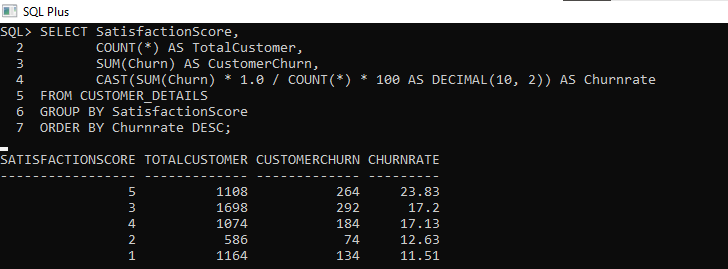 SQL Plus
SQL> SELECT SatisfactionScore,
  2         COUNT(*) AS TotalCustomer,
  3         SUM(Churn) AS CustomerChurn,
  4         CAST(SUM(Churn) * 1.0 / COUNT(*) * 100 AS DECIMAL(10, 2)) AS Churnrate
  5  FROM CUSTOMER_DETAILS
  6  GROUP BY SatisfactionScore
  7  ORDER BY Churnrate DESC;
SATISFACTIONSCORE TOTALCUSTOMER CUSTOMERCHURN CHURNRATE
----------------- ------------- ------------- ---------
                5          1108           264     23.83
                3          1698           292      17.2
                4          1074           184     17.13
                2           586            74     12.63
                1          1164           134     11.51